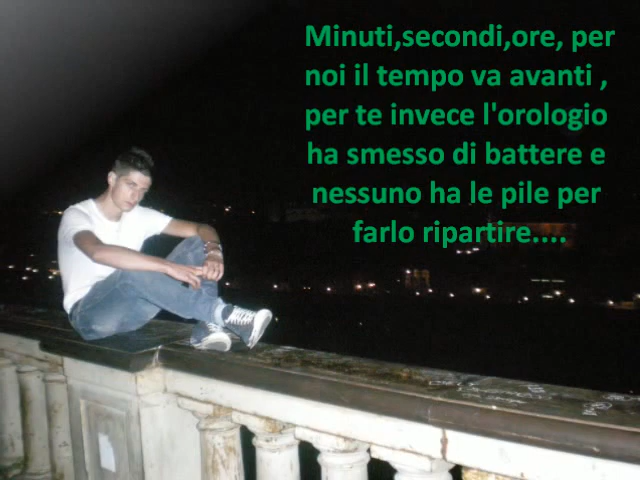 Minuti,secondi,ore, per
noi il tempo va avanti ,
per te invece l'orologio
ha smesso di battere e
nessuno ha le pile per
farlo ripartire....